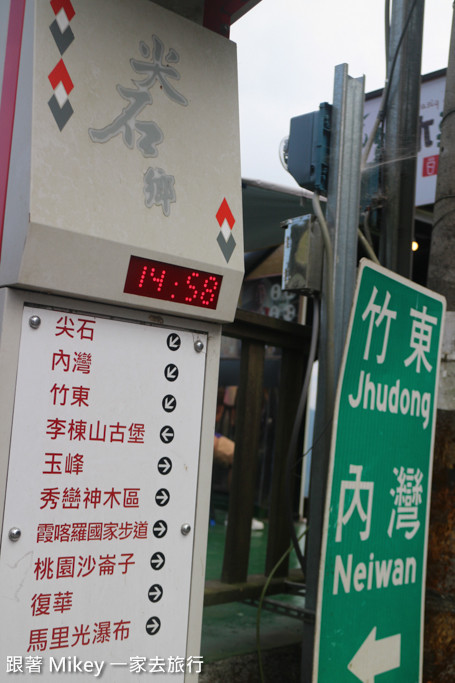 尖石鄉
14:58
尖石
內灣
竹東
李棟山古堡
玉峰
秀巒神木區
霞喀羅國家步道
桃園沙崙子
復華
馬里光瀑布
竹東
Jhudong
內灣
Neiwan
跟著 Mikey 一家去旅行